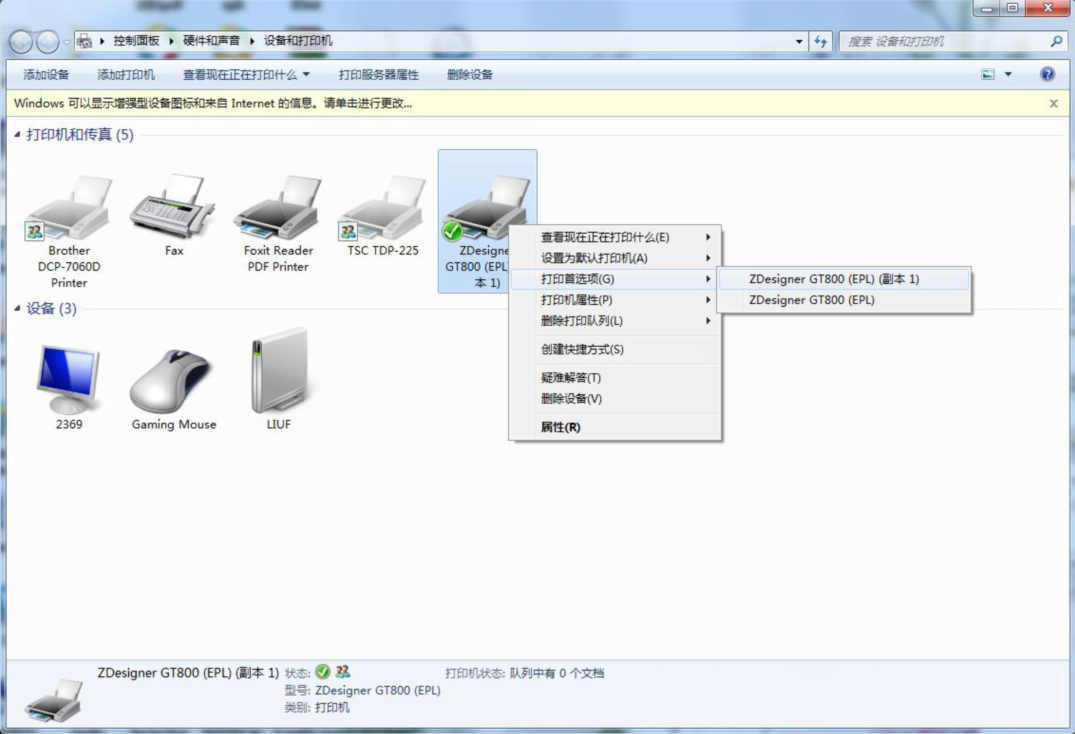 控制面板 硬件和声音 设备和打印机
搜索 设备和打印机
添加设备 添加打印机 查看现在正在打印什么 打印服务器属性 删除设备
Windows 可以显示增强型设备图标和来自 Internet 的信息。请单击进行更改...
打印机和传真 (5)
Brother
DCP-7060D
Printer
Fax
Foxit Reader
PDF Printer
TSC TDP-225
ZDesigne
GT800 (EPL)
本 1)
查看现在正在打印什么(E)
设置为默认打印机(A)
打印首选项(G)
打印机属性(P)
删除打印队列(L)
创建快捷方式(S)
疑难解答(T)
删除设备(V)
属性(R)
ZDesigner GT800 (EPL) (副本 1)
ZDesigner GT800 (EPL)
设备 (3)
2369
Gaming Mouse
LIUF
ZDesigner GT800 (EPL) (副本 1) 状态: 打印机状态: 队列中有 0 个文档
型号: ZDesigner GT800 (EPL)
类别: 打印机